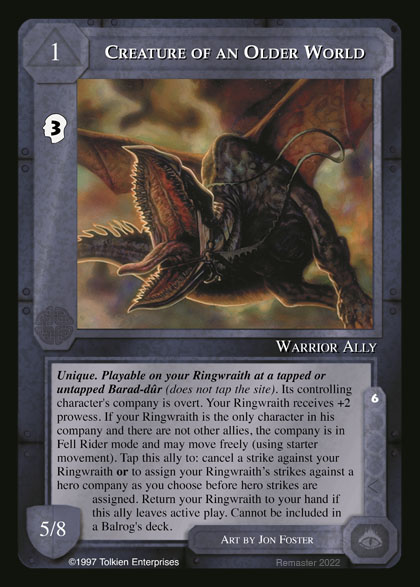 1
CREATURE OF AN OLDER WORLD
3
WARRIOR ALLY
Unique. Playable on your Ringwraith at a tapped or
untapped Barad-dûr (does not tap the site). Its controlling
character's company is overt. Your Ringwraith receives +2
prowess. If your Ringwraith is the only character in his
company and there are not other allies, the company is in
Fell Rider mode and may move freely (using starter
movement). Tap this ally to: cancel a strike against your
Ringwraith or to assign your Ringwraith's strikes against a
hero company as you choose before hero strikes are
assigned. Return your Ringwraith to your hand if
this ally leaves active play. Cannot be included in
a Balrog's deck.
6
5/8
ART BY JON FOSTER
©1997 Tolkien Enterprises
Remaster 2022